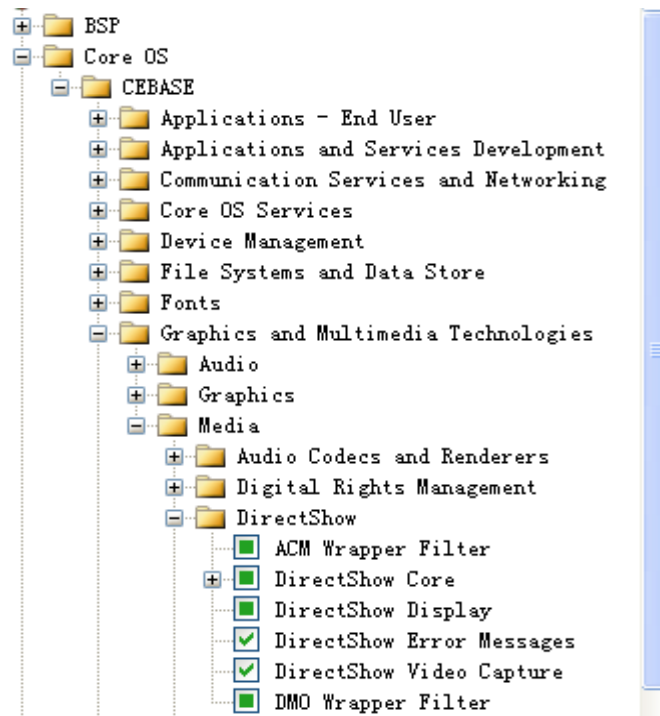 BSP
Core OS
CEBASE
Applications - End User
Applications and Services Development
Communication Services and Networking
Core OS Services
Device Management
File Systems and Data Store
Fonts
Graphics and Multimedia Technologies
Audio
Graphics
Media
Audio Codecs and Renderers
Digital Rights Management
DirectShow
ACM Wrapper Filter
DirectShow Core
DirectShow Display
DirectShow Error Messages
DirectShow Video Capture
DMO Wrapper Filter